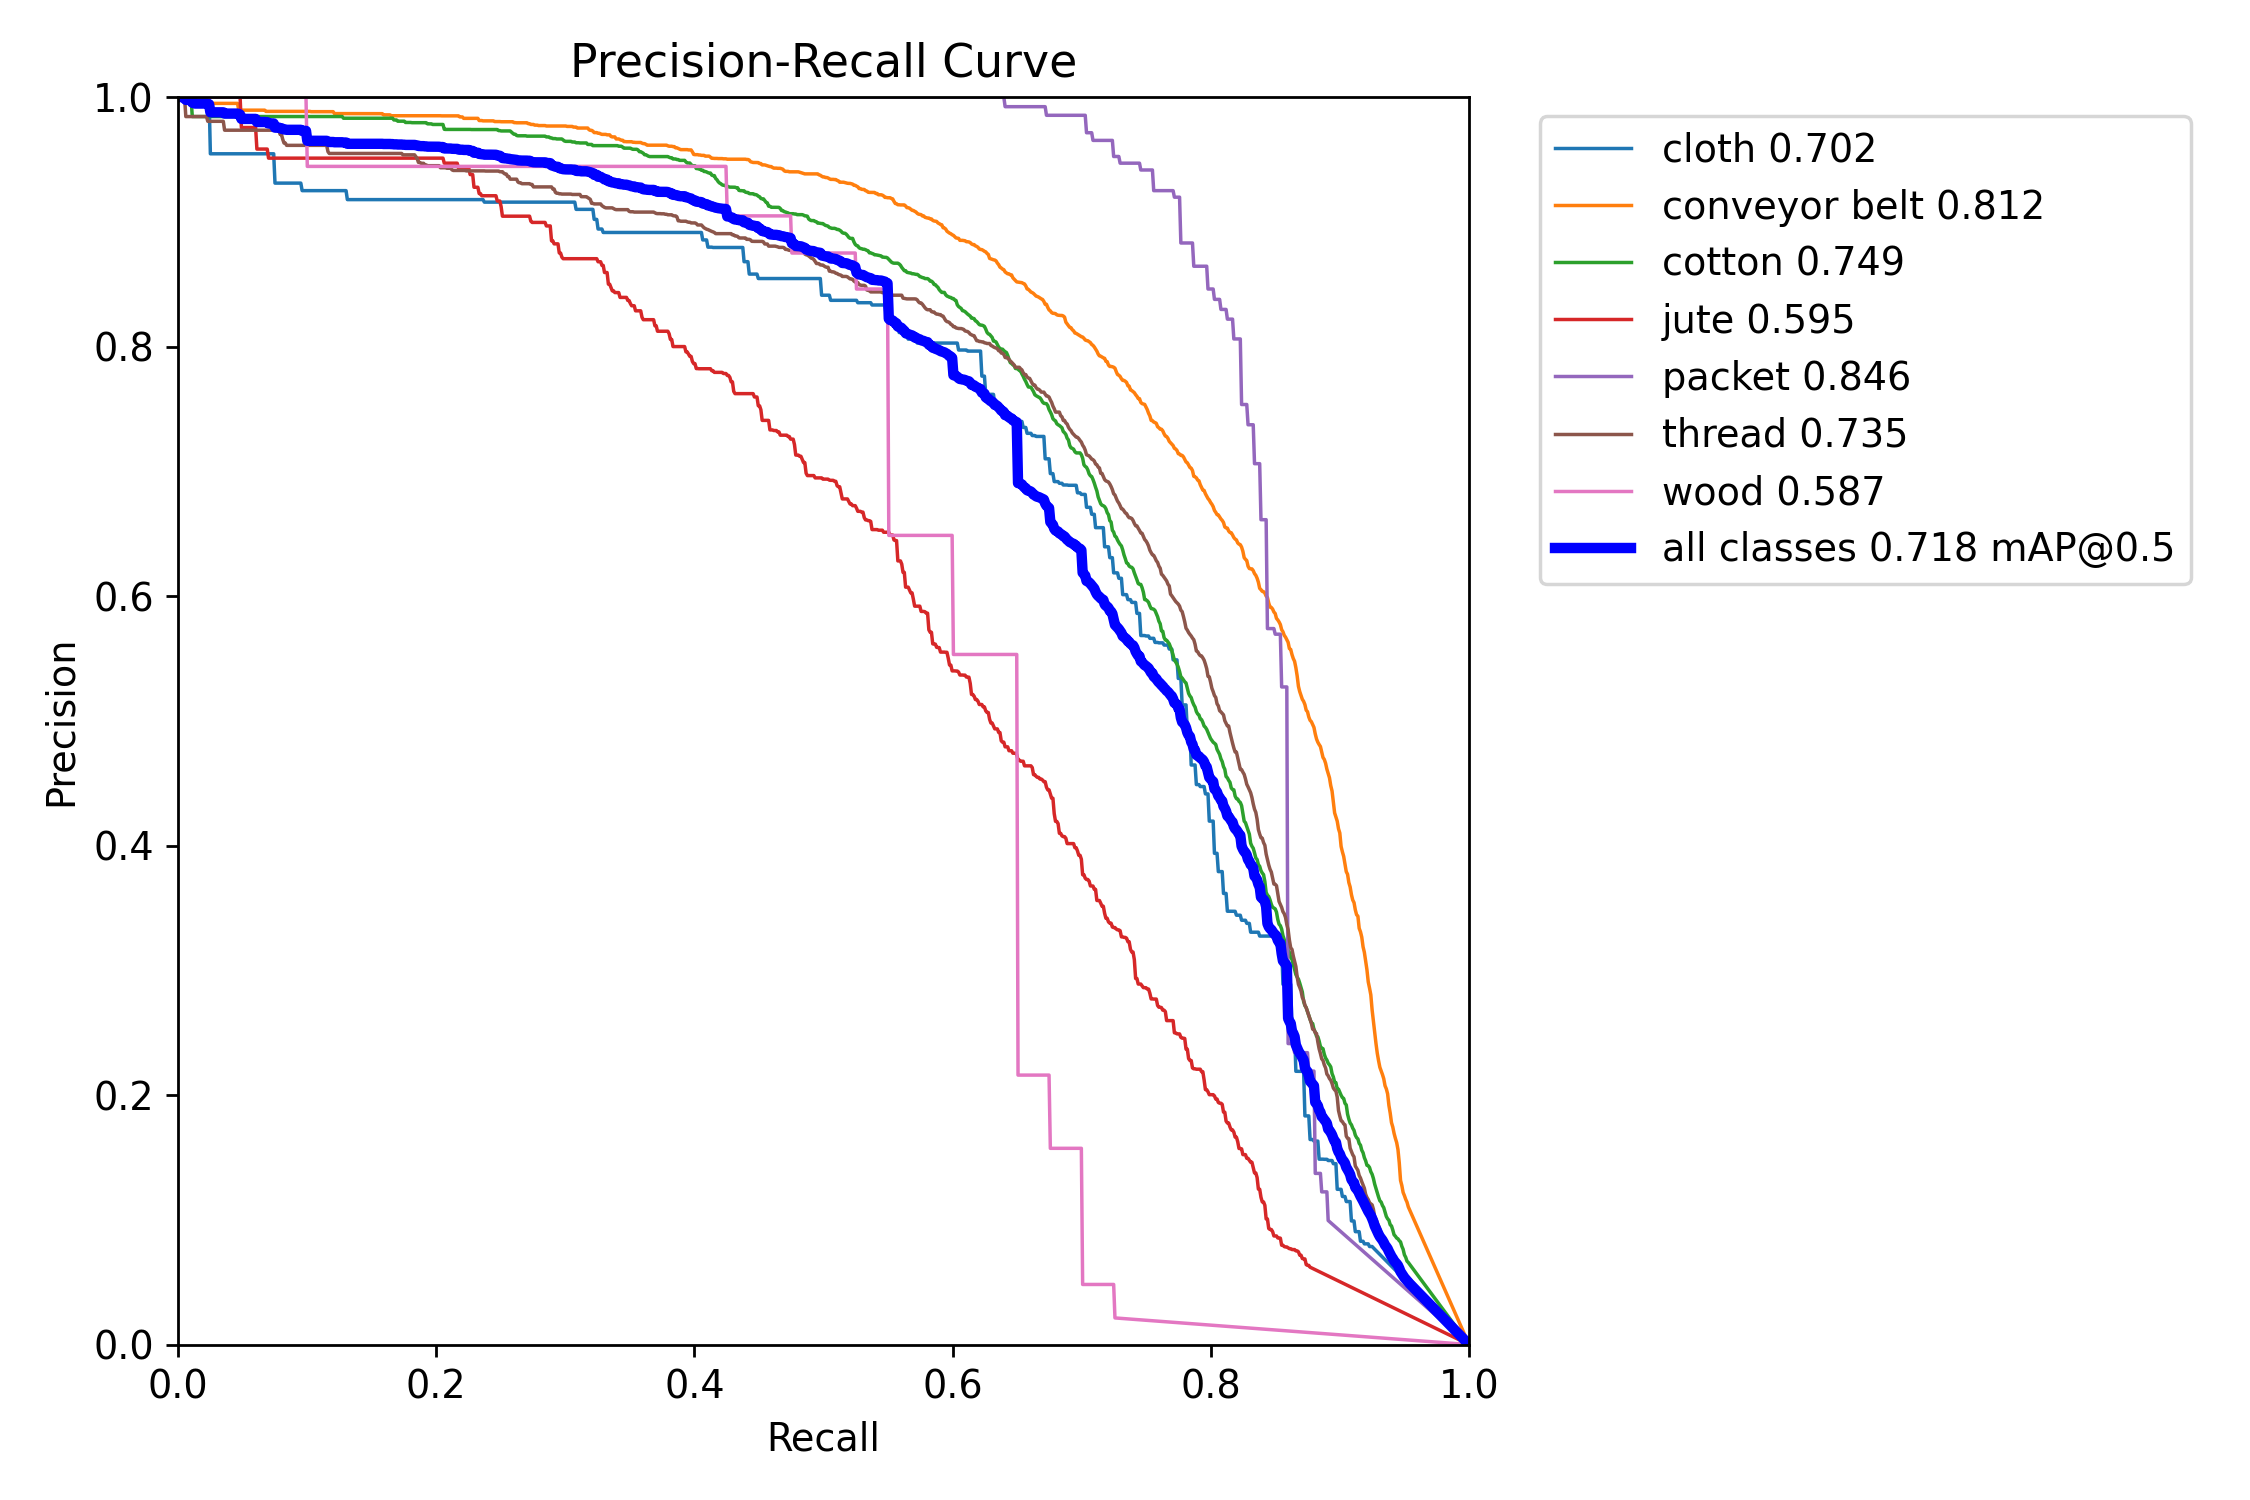 Precision-Recall Curve
1.0
0.8
0.6
0.4
0.2
0.0
Precision
0.0 0.2 0.4 0.6 0.8 1.0
Recall
cloth 0.702
conveyor belt 0.812
cotton 0.749
jute 0.595
packet 0.846
thread 0.735
wood 0.587
all classes 0.718 mAP@0.5